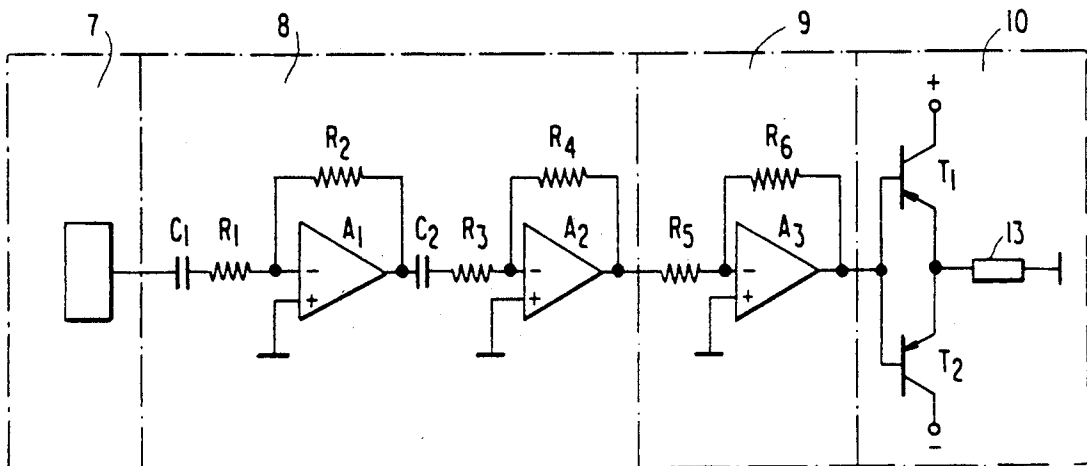 7 8 9 10
+
R2 R4 R6
T1
C1 R1 A1 C2 R3 A2 R5 A3 13
− − −
+ + +
T2
−